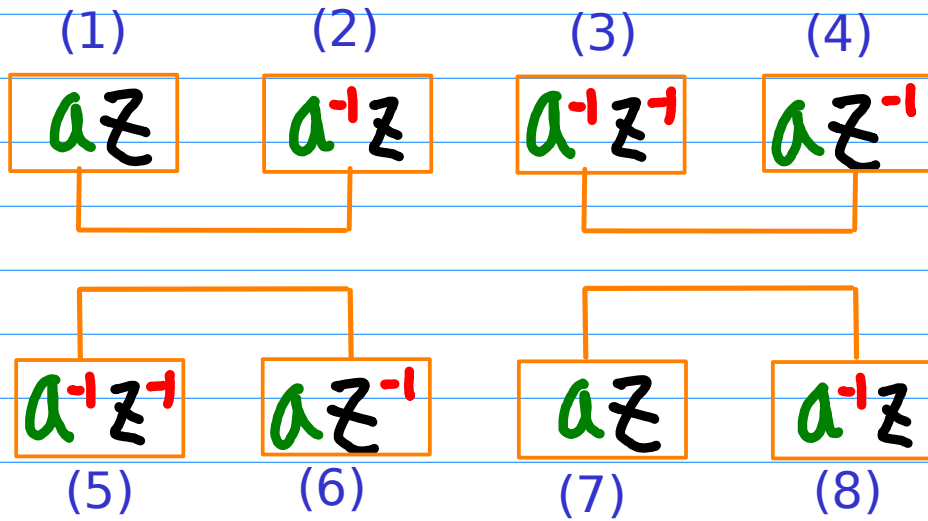 (1) (2) (3) (4)
az a⁻¹z a⁻¹z⁻¹ az⁻¹
a⁻¹z⁻¹ az⁻¹ az a⁻¹z
(5) (6) (7) (8)